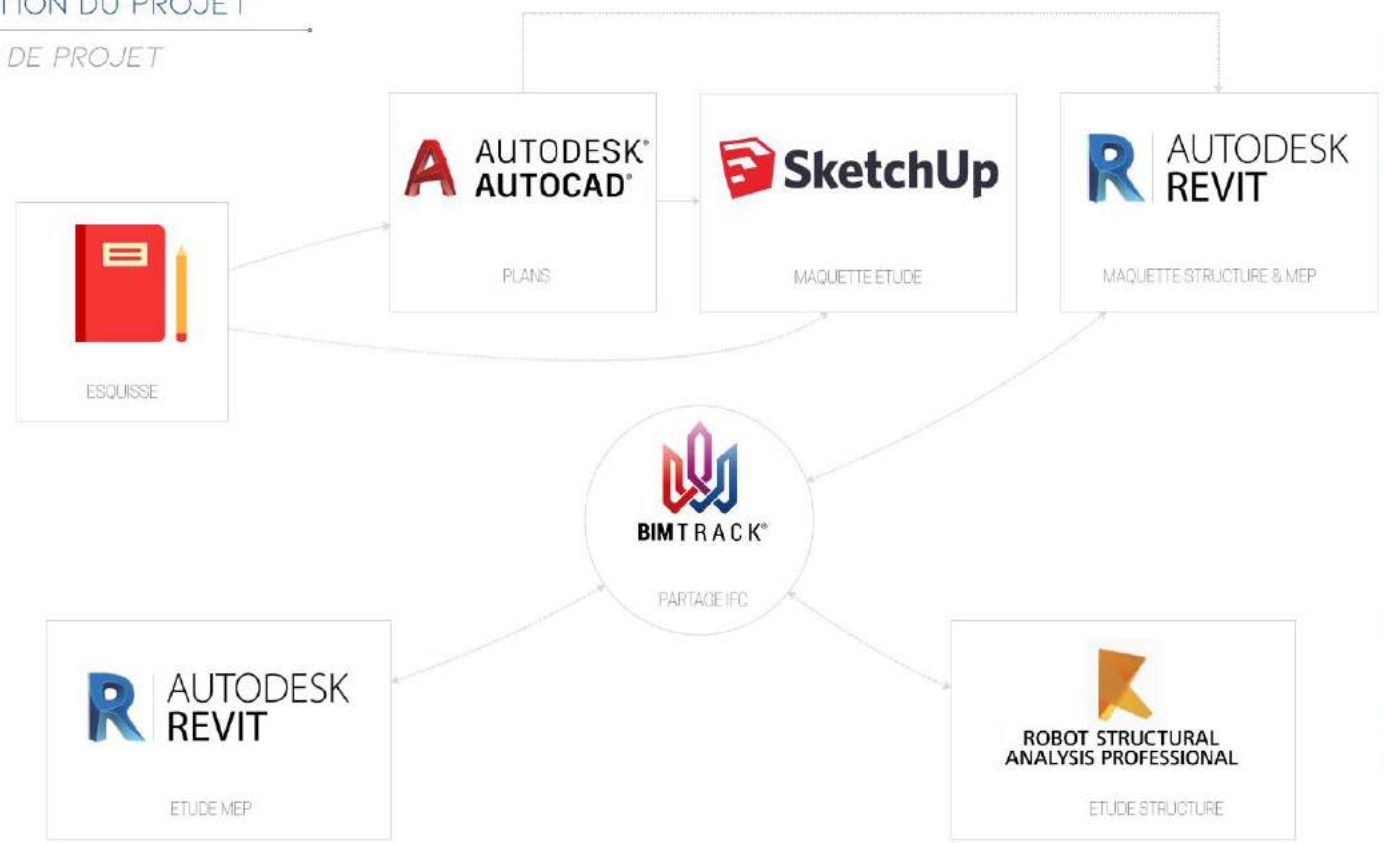 TION DU PROJET
DE PROJET
AUTODESK®
AUTOCAD®
PLANS
SketchUp
MAQUETTE ÉTUDE
AUTODESK
REVIT
MAQUETTE STRUCTURE & MEP
ESQUISSE
BIMTRACK®
PARTAGE IFC
AUTODESK
REVIT
ETUDE MEP
ROBOT STRUCTURAL
ANALYSIS PROFESSIONAL
ETUDE STRUCTURE